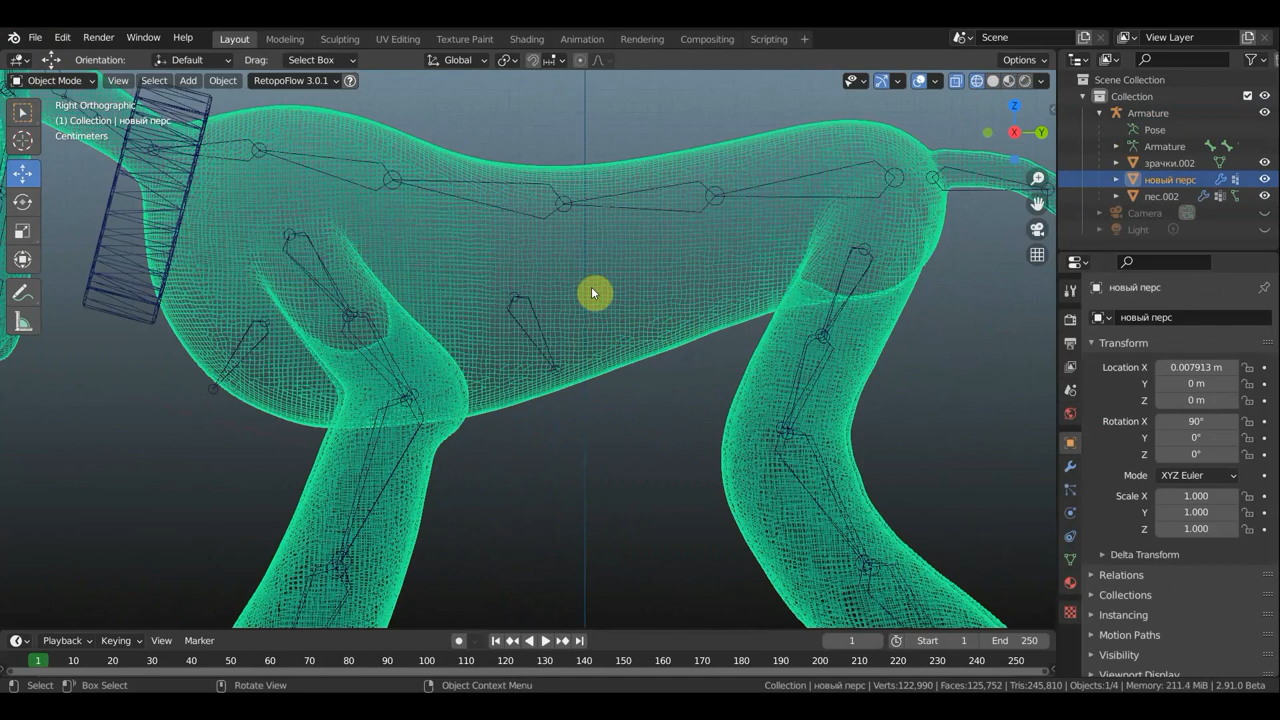 File Edit Render Window Help Layout Modeling Sculpting UV Editing Texture Paint Shading Animation Rendering Compositing Scripting + Scene View Layer
Orientation: Default Drag: Select Box Global Options
Object Mode View Select Add Object RetopoFlow 3.0.1
Right Orthographic
(1) Collection | новый перс
Centimeters
Z
X
Y
Scene Collection
Collection
Armature
Pose
Armature
зрачки.002
новый перс
пес.002
Camera
Light
новый перс
новый перс
Transform
Location X 0.007913 m
Y 0 m
Z 0 m
Rotation X 90°
Y 0°
Z 0°
Mode XYZ Euler
Scale X 1.000
Y 1.000
Z 1.000
Delta Transform
Relations
Collections
Instancing
Motion Paths
Visibility
Viewport Display
Playback Keying View Marker 1 Start 1 End 250
1 10 20 30 40 50 60 70 80 90 100 110 120 130 140 150 160 170 180 190 200 210 220 230 240 250
Select Box Select Rotate View Object Context Menu Collection | новый перс | Verts:122,990 | Faces:125,752 | Tris:245,810 | Objects:1/4 | Memory: 211.4 MiB | 2.91.0 Beta